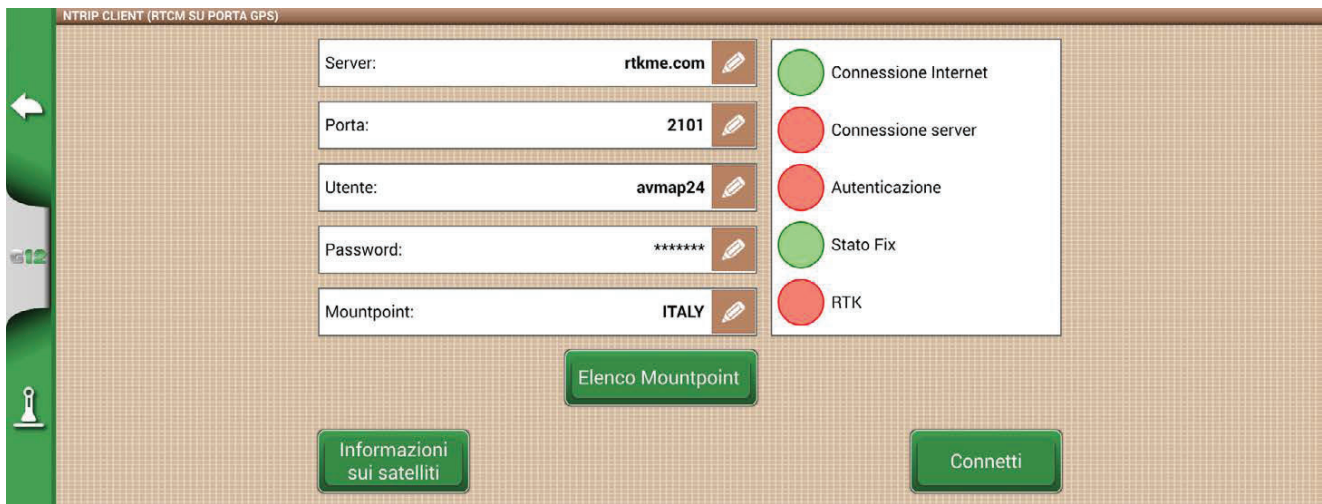 NTRIP CLIENT (RTCM SU PORTA GPS)
Server: rtkme.com
Porta: 2101
Utente: avmap24
Password: *******
Mountpoint: ITALY
Connessione Internet
Connessione server
Autenticazione
Stato Fix
RTK
G12
Elenco Mountpoint
Informazioni
sui satelliti
Connetti